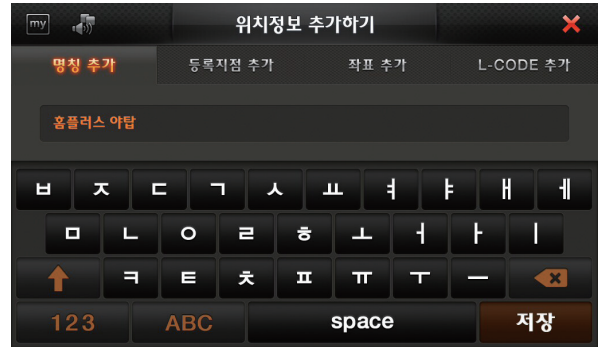 my 위치정보 추가하기
명칭 추가 등록지점 추가 좌표 추가 L-CODE 추가
홈플러스 야탑
ㅂ ㅈ ㄷ ㄱ ㅅ ㅛ ㅕ ㅑ ㅐ ㅔ
ㅁ ㄴ ㅇ ㄹ ㅎ ㅗ ㅓ ㅏ ㅣ
ㅋ ㅌ ㅊ ㅍ ㅠ ㅜ ㅡ
123 ABC space 저장